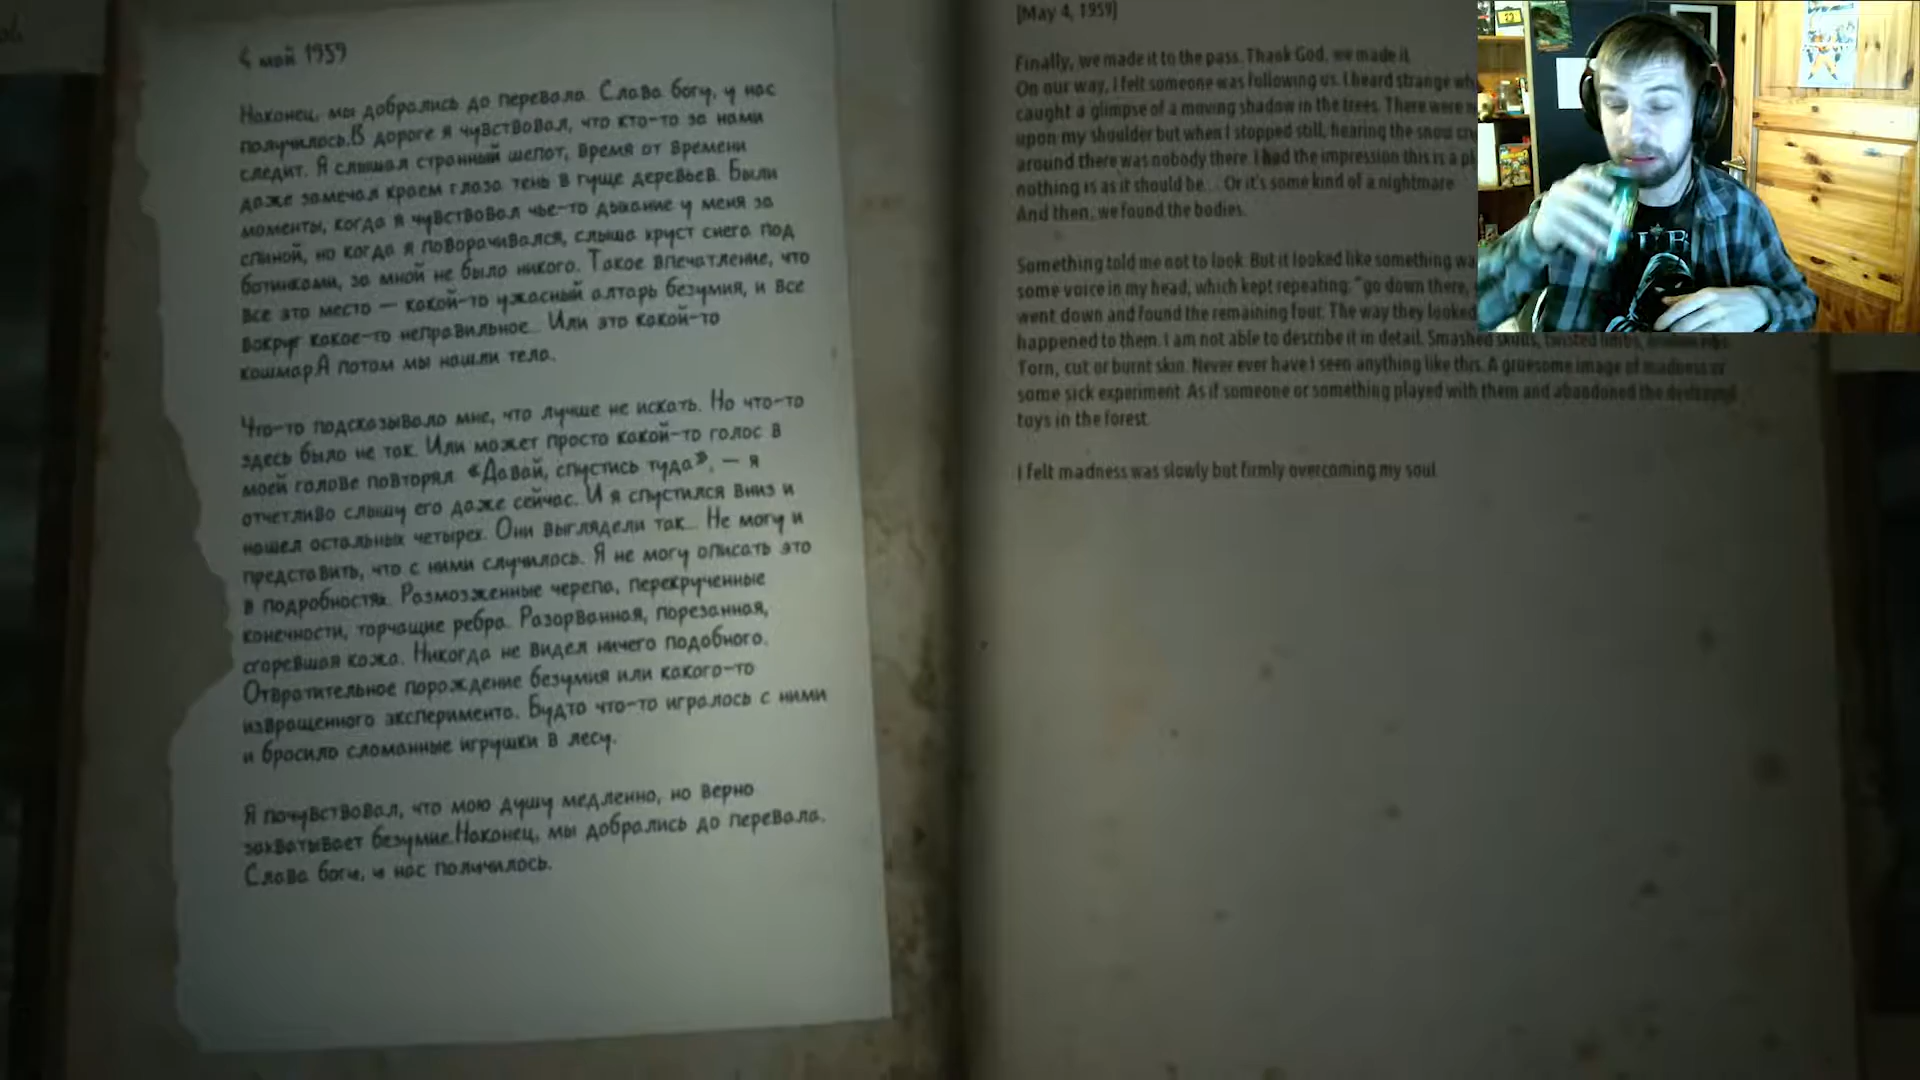 4 май 1959
Наконец, мы добрались до перевала. Слава богу, у нас
получилось.В дороге я чувствовал, что кто-то за нами
следит. Я слышал странный шепот, время от времени
даже замечал краем глаза тень в гуще деревьев. Были
моменты, когда я чувствовал чье-то дыхание у меня за
спиной, но когда я поворачивался, слыша хруст снега под
ботинками, за мной не было никого. Такое впечатление, что
все это место — какой-то ужасный алтарь безумия, и все
вокруг какое-то неправильное... Или это какой-то
кошмар.А потом мы нашли тела.
Что-то подсказывало мне, что лучше не искать. Но что-то
здесь было не так. Или может просто какой-то голос в
моей голове повторял «Давай, спустись туда», — я
отчетливо слышу его даже сейчас. И я спустился вниз и
нашел остальных четырех. Они выглядели так... Не могу и
представить, что с ними случилось. Я не могу описать это
в подробностях. Размозженные черепа, перекрученные
конечности, торчащие ребра. Разорванная, порезанная,
сгоревшая кожа. Никогда не видел ничего подобного.
Отвратительное порождение безумия или какого-то
извращенного эксперимента. Будто что-то игралось с ними
и бросило сломанные игрушки в лесу.
Я почувствовал, что мою душу медленно, но верно
захватывает безумие.Наконец, мы добрались до перевала.
Слава богу, у нас получилось.
[May 4, 1959]
Finally, we made it to the pass. Thank God, we made it.
On our way, I felt someone was following us. I heard strange
caught a glimpse of a moving shadow in the trees. There were
upon my shoulder but when I stopped still, hearing the snow
around there was nobody there. I had the impression this is a
nothing is as it should be... Or it's some kind of a nightmare
And then, we found the bodies.
Something told me not to look. But it looked like something
some voice in my head, which kept repeating: "go down there,
went down and found the remaining four. The way they looked
happened to them. I am not able to describe it in detail. Smashed skulls, twisted limbs,
Torn, cut or burnt skin. Never ever have I seen anything like this. A gruesome image of madness or
some sick experiment. As if someone or something played with them and abandoned the destroyed
toys in the forest.
I felt madness was slowly but firmly overcoming my soul.